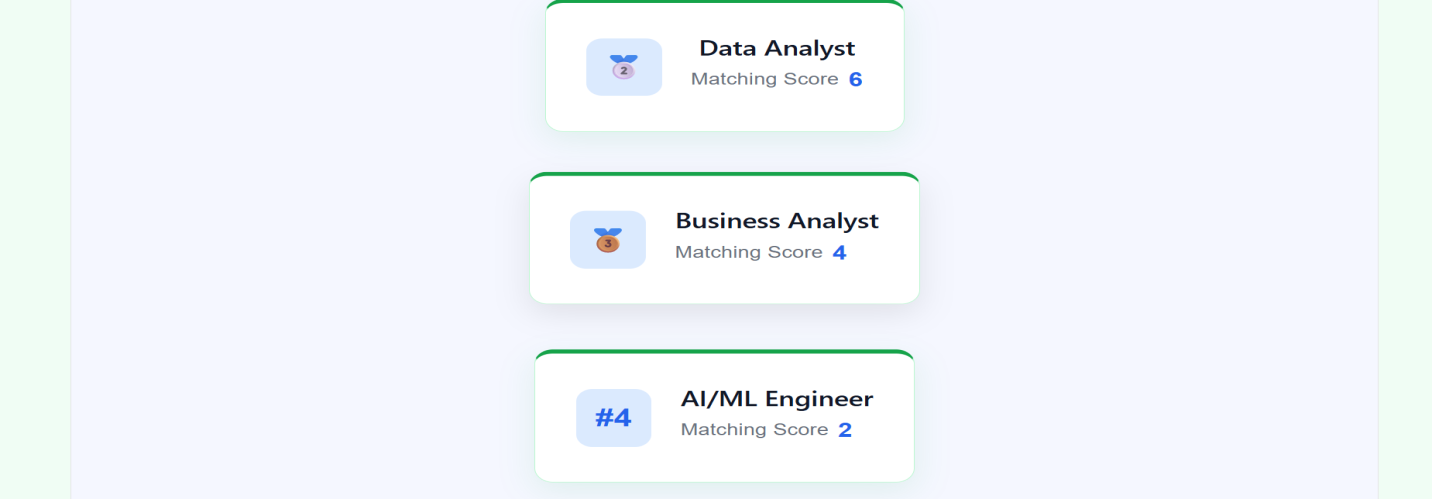 2
Data Analyst
Matching Score 6
3
Business Analyst
Matching Score 4
#4
AI/ML Engineer
Matching Score 2